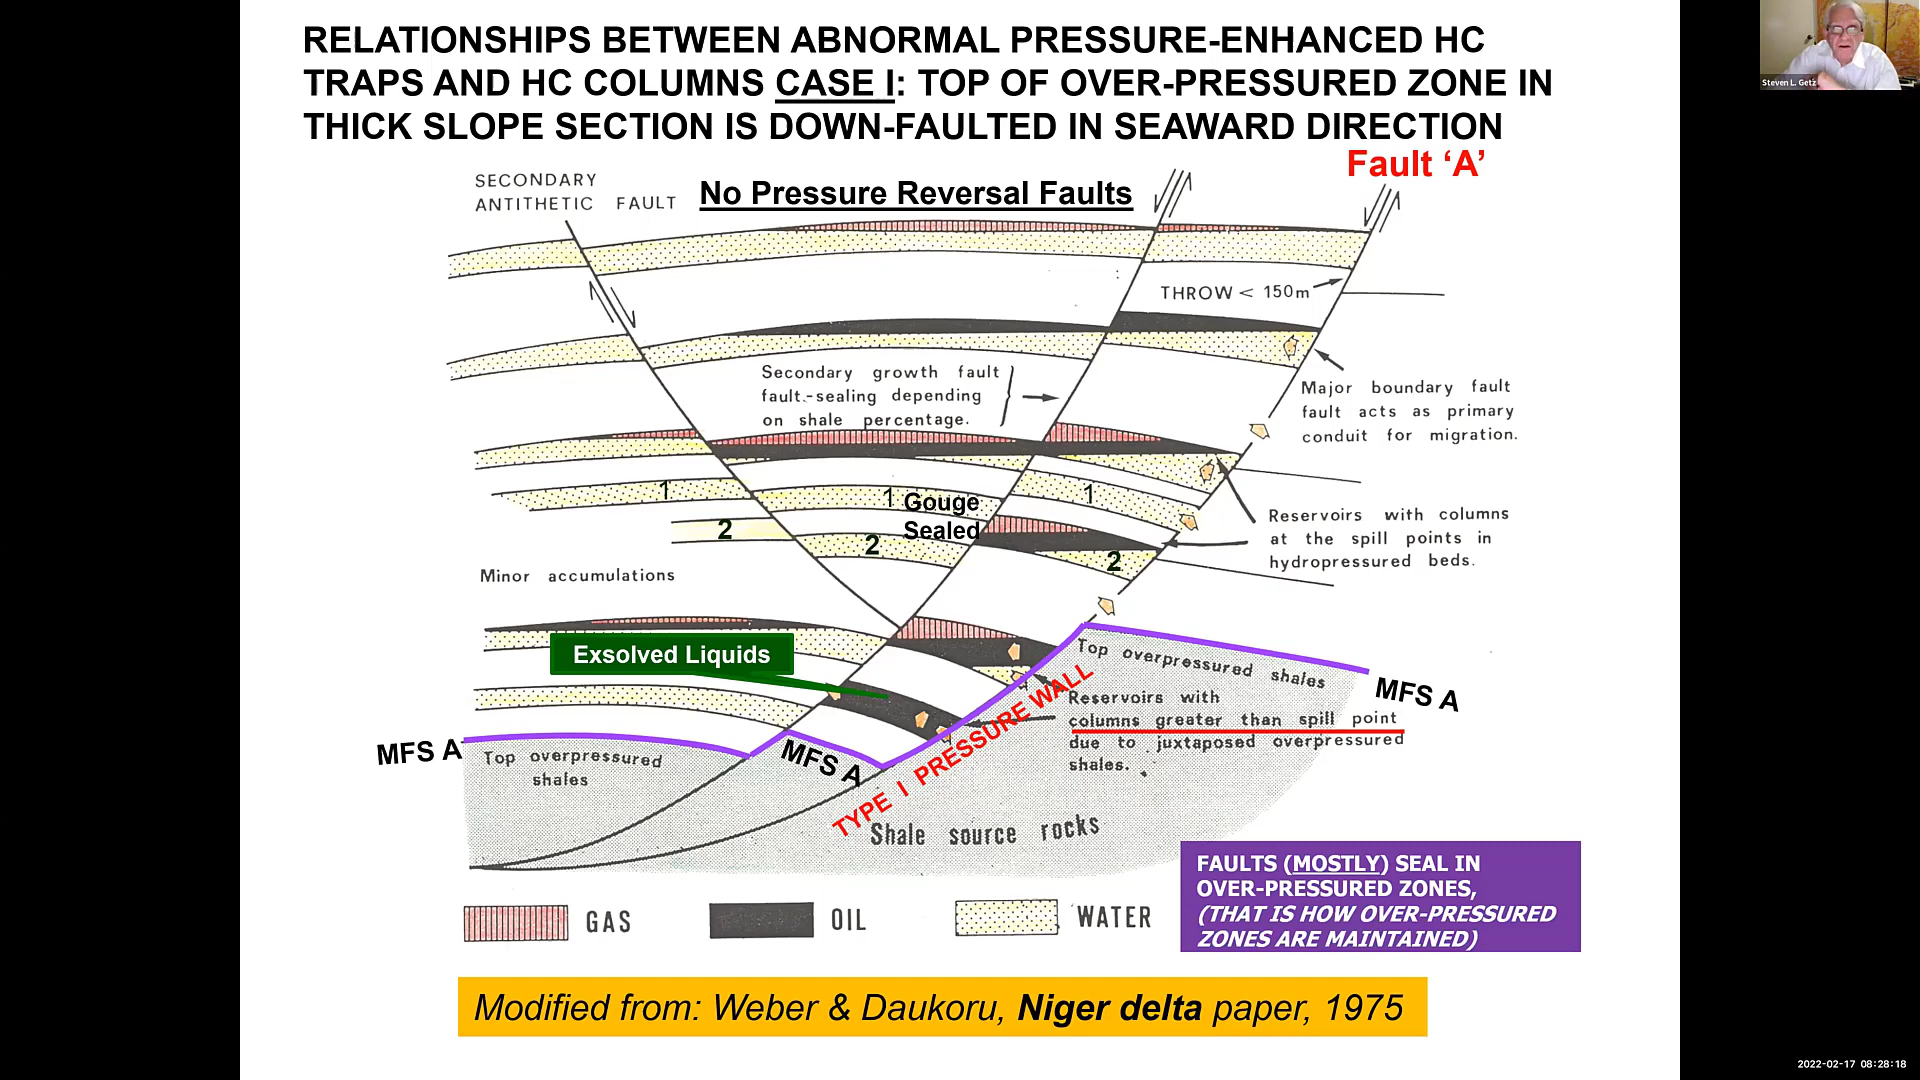 RELATIONSHIPS BETWEEN ABNORMAL PRESSURE-ENHANCED HC
TRAPS AND HC COLUMNS CASE I: TOP OF OVER-PRESSURED ZONE IN
THICK SLOPE SECTION IS DOWN-FAULTED IN SEAWARD DIRECTION
Steven L. Getz
Fault ‘A’
SECONDARY
ANTITHETIC FAULT
No Pressure Reversal Faults
THROW < 150m
Secondary growth fault
fault-sealing depending
on shale percentage.
Major boundary fault
fault acts as primary
conduit for migration.
1
1
1
Gouge
Sealed
2
2
2
Reservoirs with columns
at the spill points in
hydropressured beds.
Minor accumulations
Exsolved Liquids
Top overpressured shales
MFS A
Reservoirs with
columns greater than spill point
due to juxtaposed overpressured
shales.
TYPE I PRESSURE WALL
MFS A
Top overpressured
shales
MFS A
Shale source rocks
FAULTS (MOSTLY) SEAL IN
OVER-PRESSURED ZONES,
(THAT IS HOW OVER-PRESSURED
ZONES ARE MAINTAINED)
GAS
OIL
WATER
Modified from: Weber & Daukoru, Niger delta paper, 1975
2022-02-17 08:28:18